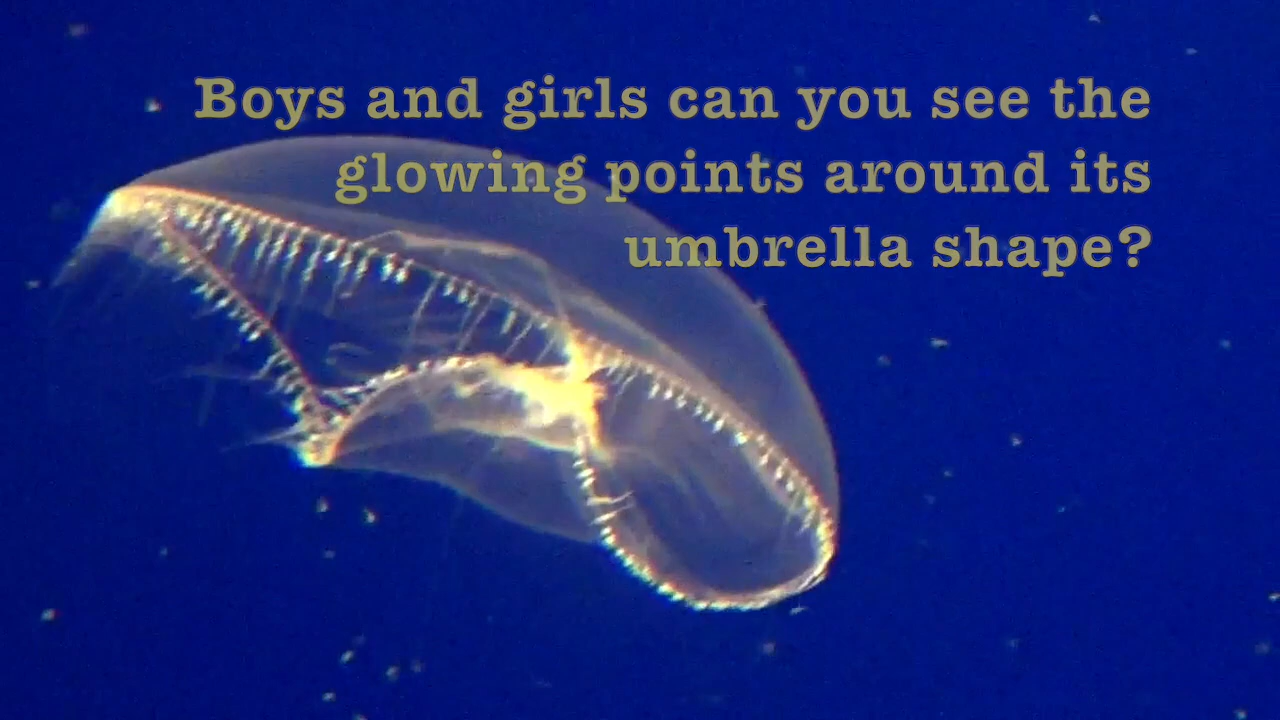 Boys and girls can you see the
glowing points around its
umbrella shape?